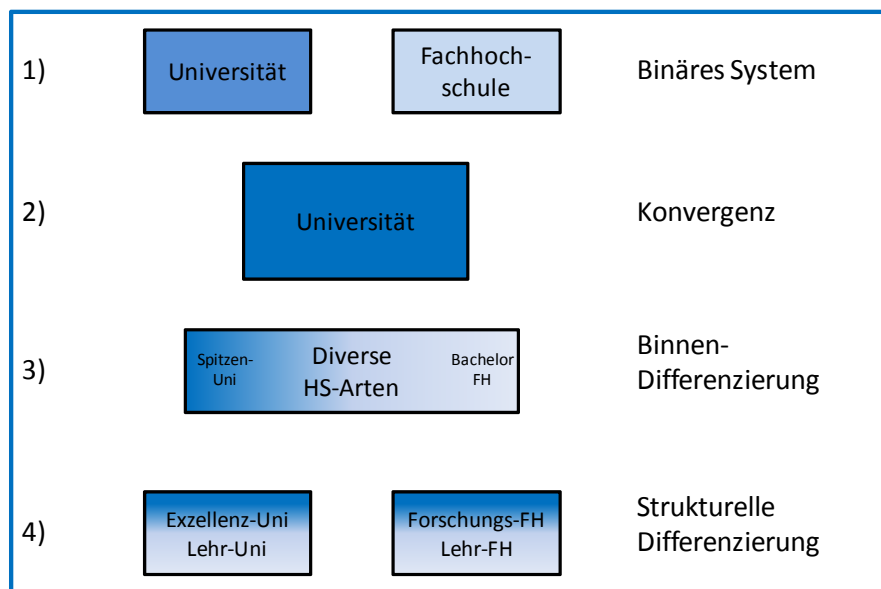 1)
Universität
Fachhoch-
schule
Binäres System
2)
Universität
Konvergenz
3)
Spitzen-
Uni
Diverse
HS-Arten
Bachelor
FH
Binnen-
Differenzierung
4)
Exzellenz-Uni
Lehr-Uni
Forschungs-FH
Lehr-FH
Strukturelle
Differenzierung